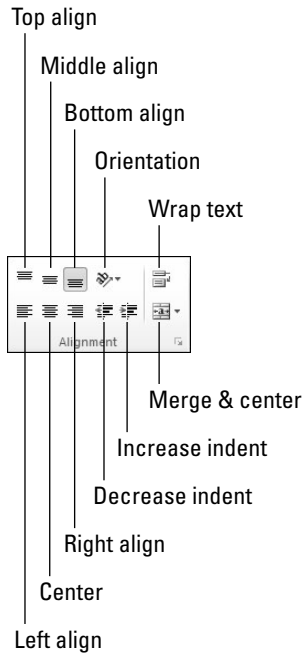 Top align
Middle align
Bottom align
Orientation
Wrap text
Alignment
Merge & center
Increase indent
Decrease indent
Right align
Center
Left align